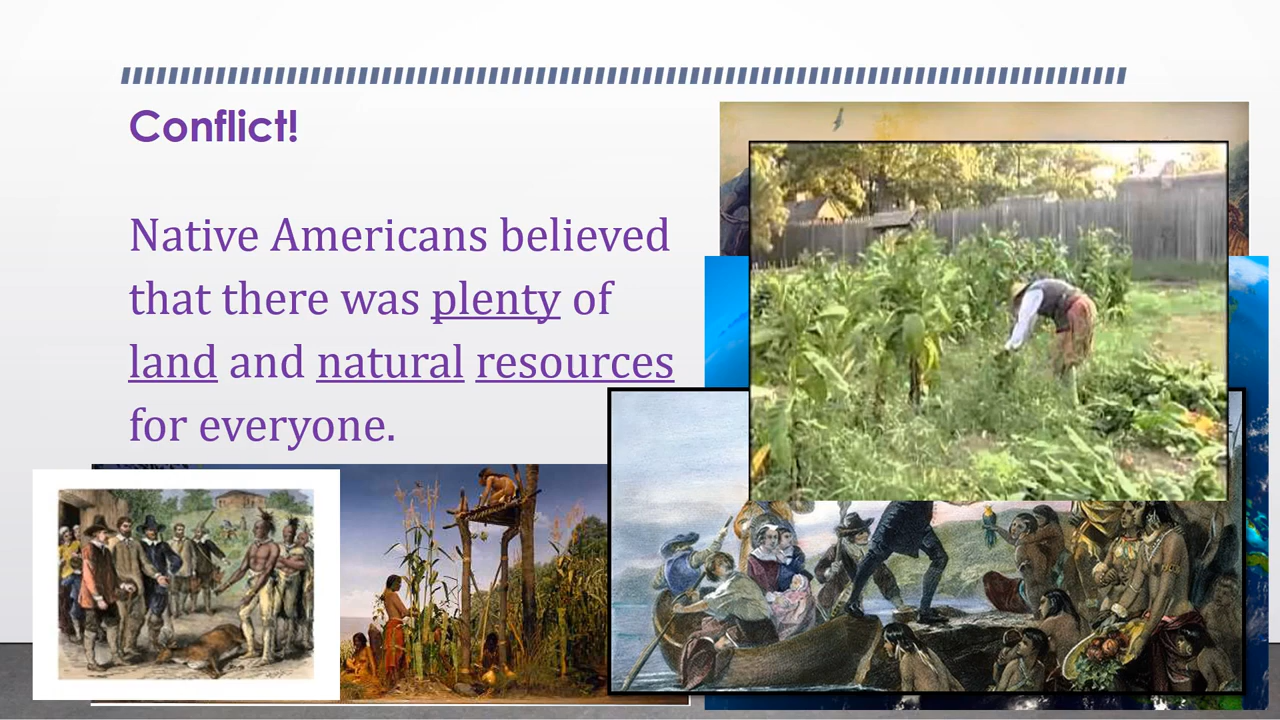 Conflict!
Native Americans believed
that there was plenty of
land and natural resources
for everyone.